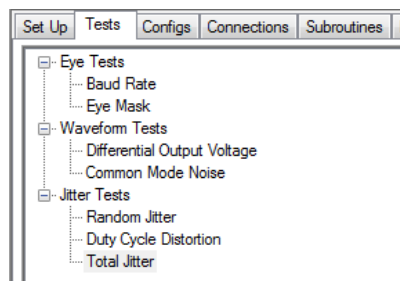 Set Up Tests Configs Connections Subroutines
Eye Tests
Baud Rate
Eye Mask
Waveform Tests
Differential Output Voltage
Common Mode Noise
Jitter Tests
Random Jitter
Duty Cycle Distortion
Total Jitter